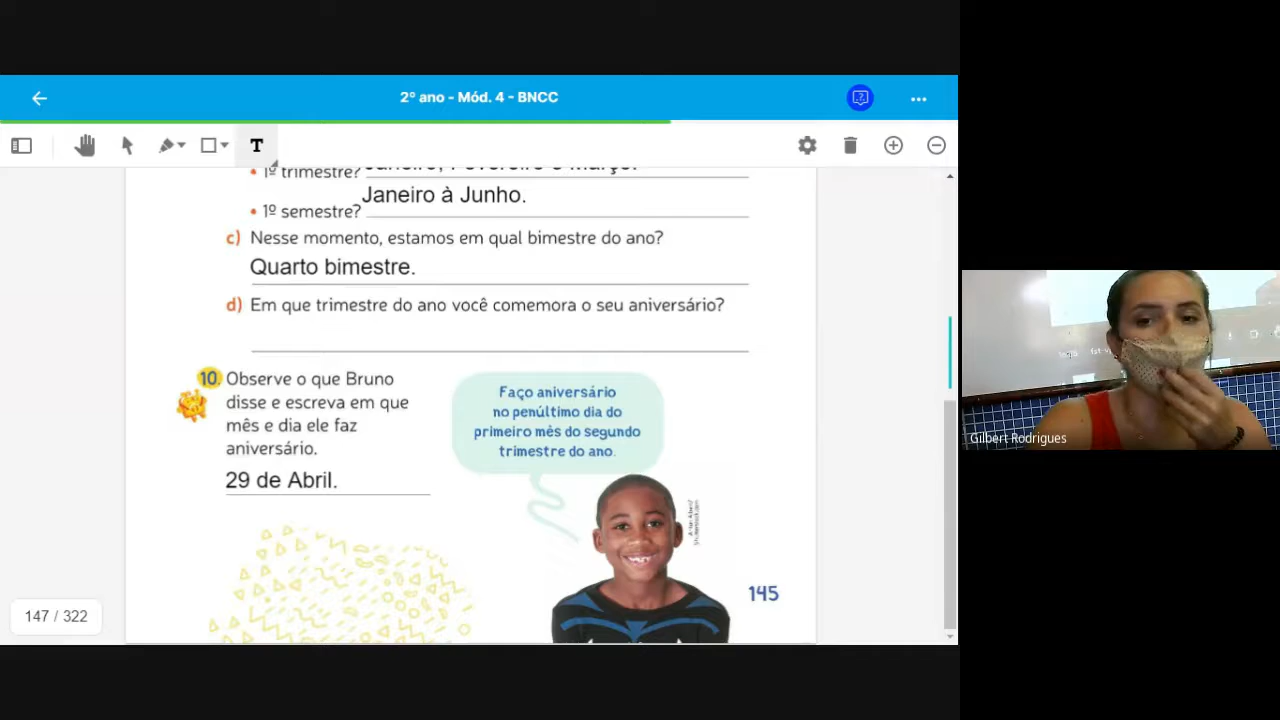 2º ano - Mód. 4 - BNCC
T
• 1º trimestre? Janeiro, Fevereiro e Março.
Janeiro à Junho.
• 1º semestre?
c) Nesse momento, estamos em qual bimestre do ano?
Quarto bimestre.
d) Em que trimestre do ano você comemora o seu aniversário?
10 Observe o que Bruno
disse e escreva em que
mês e dia ele faz
aniversário.
29 de Abril.
Faço aniversário
no penúltimo dia do
primeiro mês do segundo
trimestre do ano.
145
147 / 322
Gilbert Rodrigues